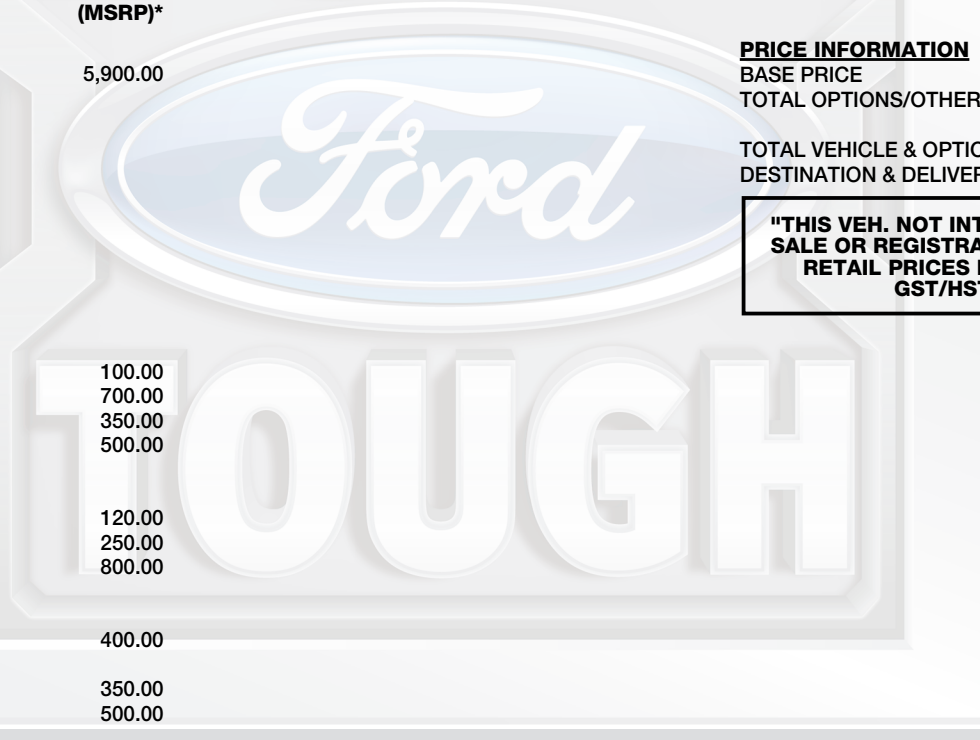 (MSRP)*
5,900.00
100.00
700.00
350.00
500.00
120.00
250.00
800.00
400.00
350.00
500.00
Ford
TOUGH
PRICE INFORMATION
BASE PRICE
TOTAL OPTIONS/OTHER
TOTAL VEHICLE & OPTIO
DESTINATION & DELIVER
"THIS VEH. NOT INT
SALE OR REGISTRA
RETAIL PRICES
GST/HST